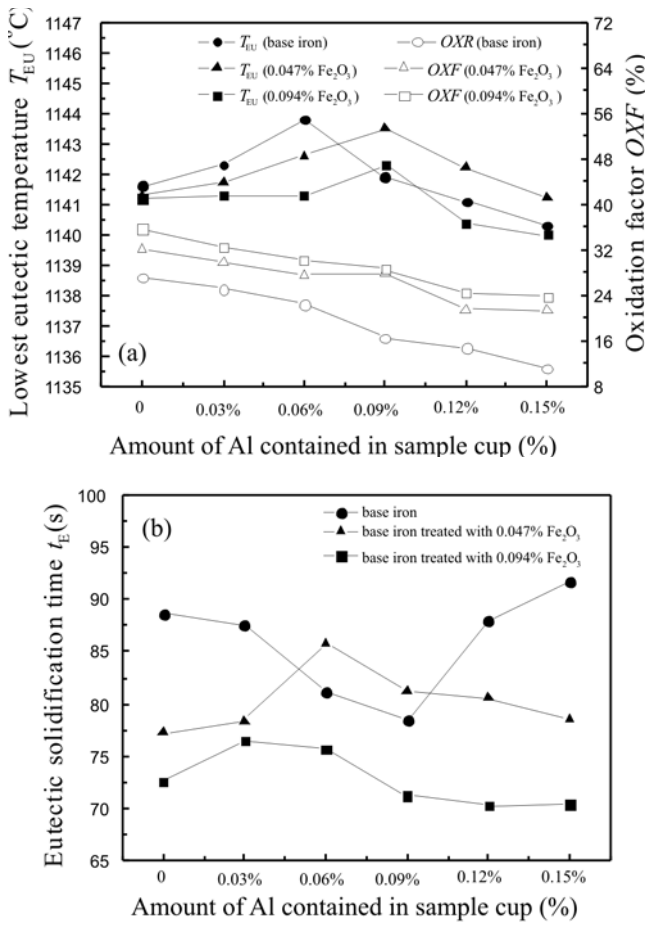 Lowest eutectic temperature T_EU (°C)
1147
1146
1145
1144
1143
1142
1141
1140
1139
1138
1137
1136
1135
T_EU (base iron)
T_EU (0.047% Fe₂O₃)
T_EU (0.094% Fe₂O₃)
OXR (base iron)
OXF (0.047% Fe₂O₃)
OXF (0.094% Fe₂O₃)
(a)
72
64
56
48
40
32
24
16
8
Oxidation factor OXF (%)
0 0.03% 0.06% 0.09% 0.12% 0.15%
Amount of Al contained in sample cup (%)
Eutectic solidification time t_E(s)
100
95
90
85
80
75
70
65
(b)
base iron
base iron treated with 0.047% Fe₂O₃
base iron treated with 0.094% Fe₂O₃
0 0.03% 0.06% 0.09% 0.12% 0.15%
Amount of Al contained in sample cup (%)